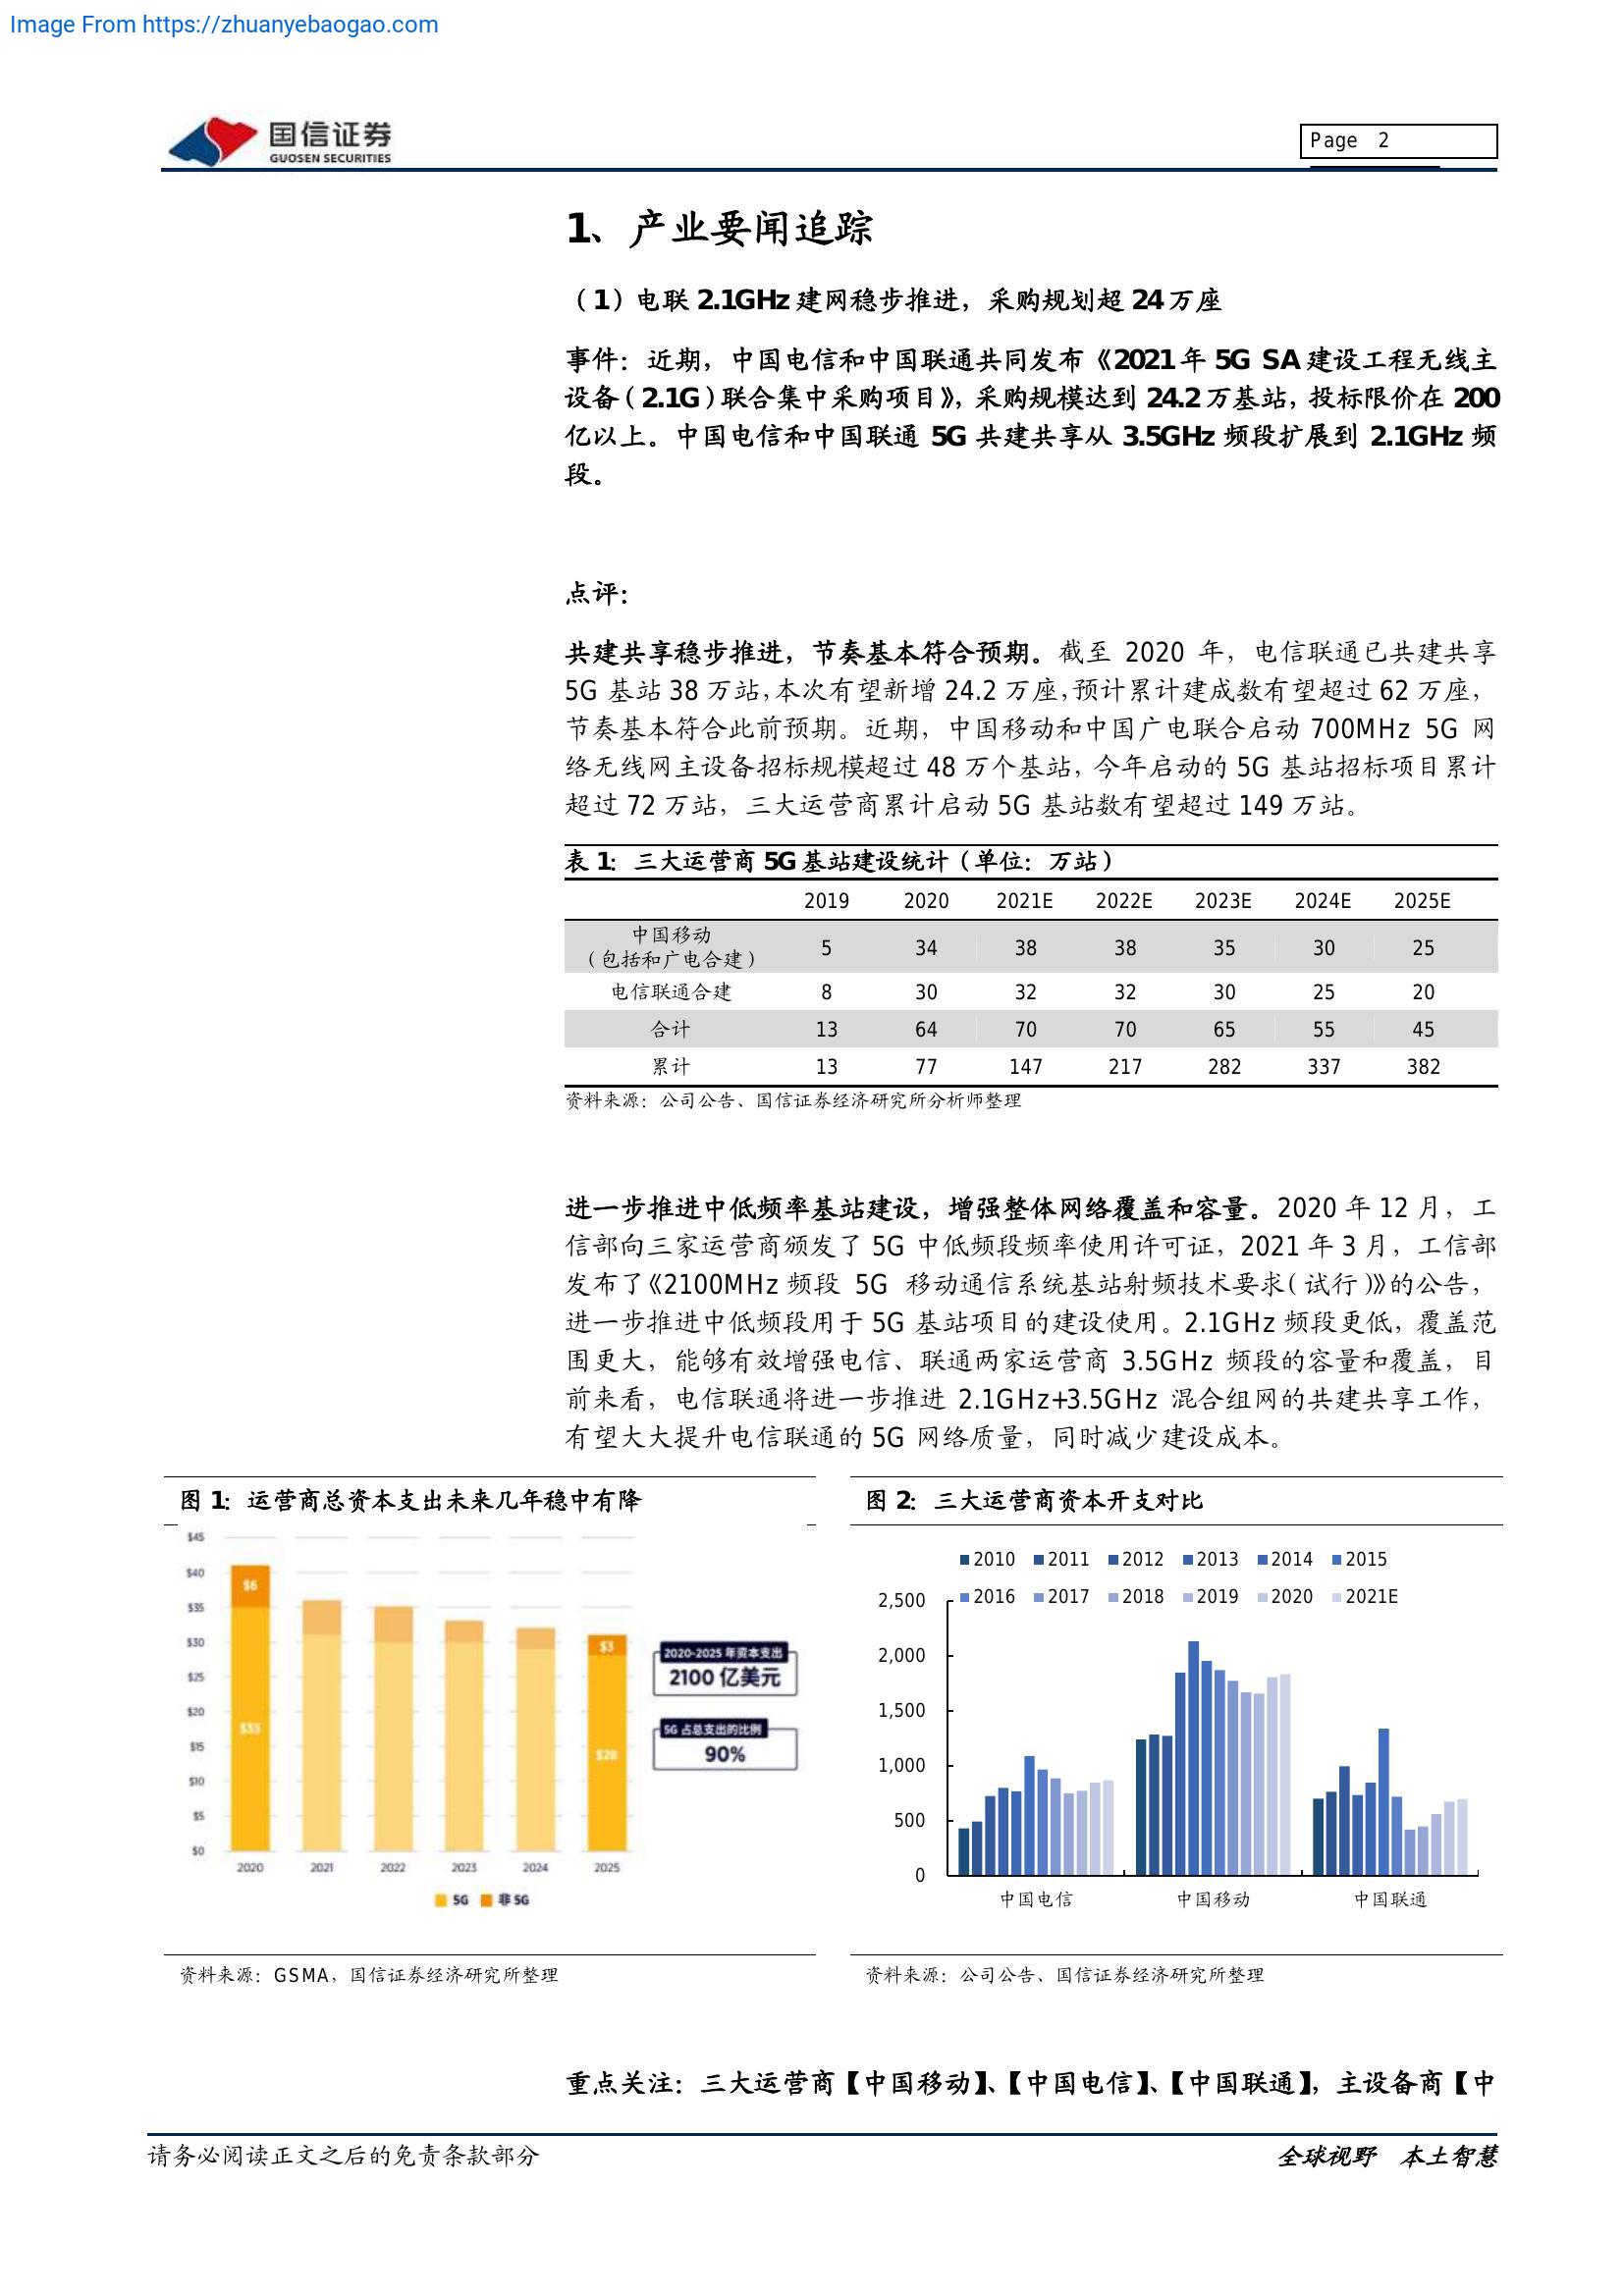 Image From https://zhuanyebaogao.com
国信证券
GUOSEN SECURITIES
Page 2
1、产业要闻追踪
（1）电联 2.1GHz 建网稳步推进，采购规划超 24 万座
事件：近期，中国电信和中国联通共同发布《2021 年 5G SA 建设工程无线主
设备（2.1G）联合集中采购项目》，采购规模达到 24.2 万基站，投标限价在 200
亿以上。中国电信和中国联通 5G 共建共享从 3.5GHz 频段扩展到 2.1GHz 频
段。
点评：
共建共享稳步推进，节奏基本符合预期。截至 2020 年，电信联通已共建共享
5G 基站 38 万站，本次有望新增 24.2 万座，预计累计建成数有望超过 62 万座，
节奏基本符合此前预期。近期，中国移动和中国广电联合启动 700MHz 5G 网
络无线网主设备招标规模超过 48 万个基站，今年启动的 5G 基站招标项目累计
超过 72 万站，三大运营商累计启动 5G 基站数有望超过 149 万站。
表 1：三大运营商 5G 基站建设统计（单位：万站）
2019 2020 2021E 2022E 2023E 2024E 2025E
中国移动
（包括和广电合建） 5 34 38 38 35 30 25
电信联通合建 8 30 32 32 30 25 20
合计 13 64 70 70 65 55 45
累计 13 77 147 217 282 337 382
资料来源：公司公告、国信证券经济研究所分析师整理
进一步推进中低频率基站建设，增强整体网络覆盖和容量。2020 年 12 月，工
信部向三家运营商颁发了 5G 中低频段频率使用许可证，2021 年 3 月，工信部
发布了《2100MHz 频段 5G 移动通信系统基站射频技术要求（试行）》的公告，
进一步推进中低频段用于 5G 基站项目的建设使用。2.1GHz 频段更低，覆盖范
围更大，能够有效增强电信、联通两家运营商 3.5GHz 频段的容量和覆盖，目
前来看，电信联通将进一步推进 2.1GHz+3.5GHz 混合组网的共建共享工作，
有望大大提升电信联通的 5G 网络质量，同时减少建设成本。
图 1：运营商总资本支出未来几年稳中有降
$45
$40
$35
$30
$25
$20
$15
$10
$5
$0
$6
$35
$3
$28
2020 2021 2022 2023 2024 2025
5G 非 5G
2020-2025 年资本支出
2100 亿美元
5G 占总支出的比例
90%
资料来源：GSMA，国信证券经济研究所整理
图 2：三大运营商资本开支对比
2010 2011 2012 2013 2014 2015
2016 2017 2018 2019 2020 2021E
2,500
2,000
1,500
1,000
500
0
中国电信 中国移动 中国联通
资料来源：公司公告、国信证券经济研究所整理
重点关注：三大运营商【中国移动】、【中国电信】、【中国联通】，主设备商【中
请务必阅读正文之后的免责条款部分
全球视野 本土智慧